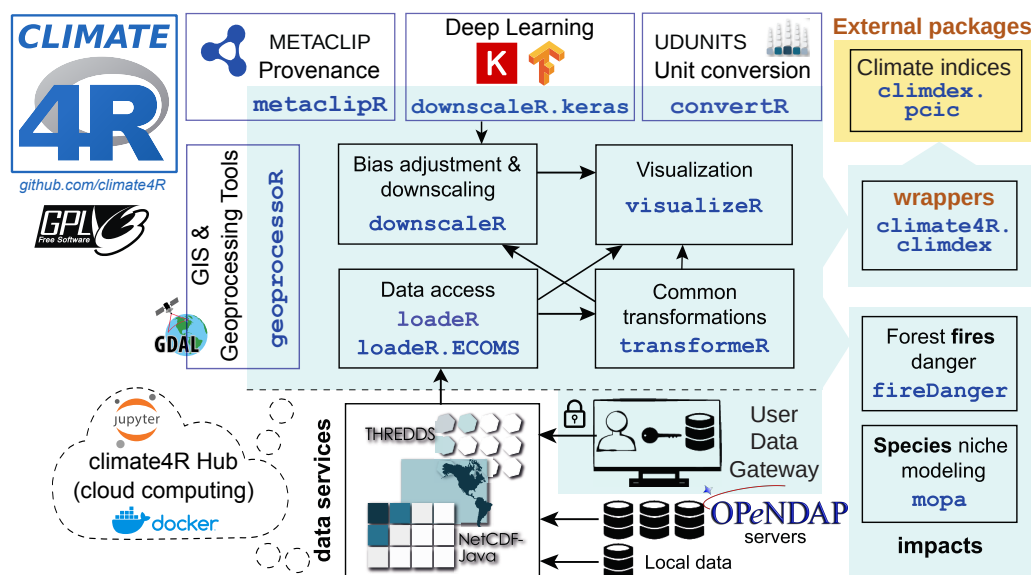 CLIMATE
4R
github.com/climate4R
GPL 3
Free Software
METACLIP
Provenance
metaclipR
Deep Learning
K
downscaleR.keras
UDUNITS
Unit conversion
convertR
External packages
Climate indices
climdex.
pcic
GIS &
Geoprocessing Tools
geoprocessoR
GDAL
Bias adjustment &
downscaling
downscaleR
Visualization
visualizeR
wrappers
climate4R.
climdex
Data access
loadeR
loadeR.ECOMS
Common
transformations
transformeR
Forest fires
danger
fireDanger
Species niche
modeling
mopa
impacts
jupyter
climate4R Hub
(cloud computing)
docker
data services
THREDDS
NetCDF-
Java
User
Data
Gateway
OPeNDAP
servers
Local data